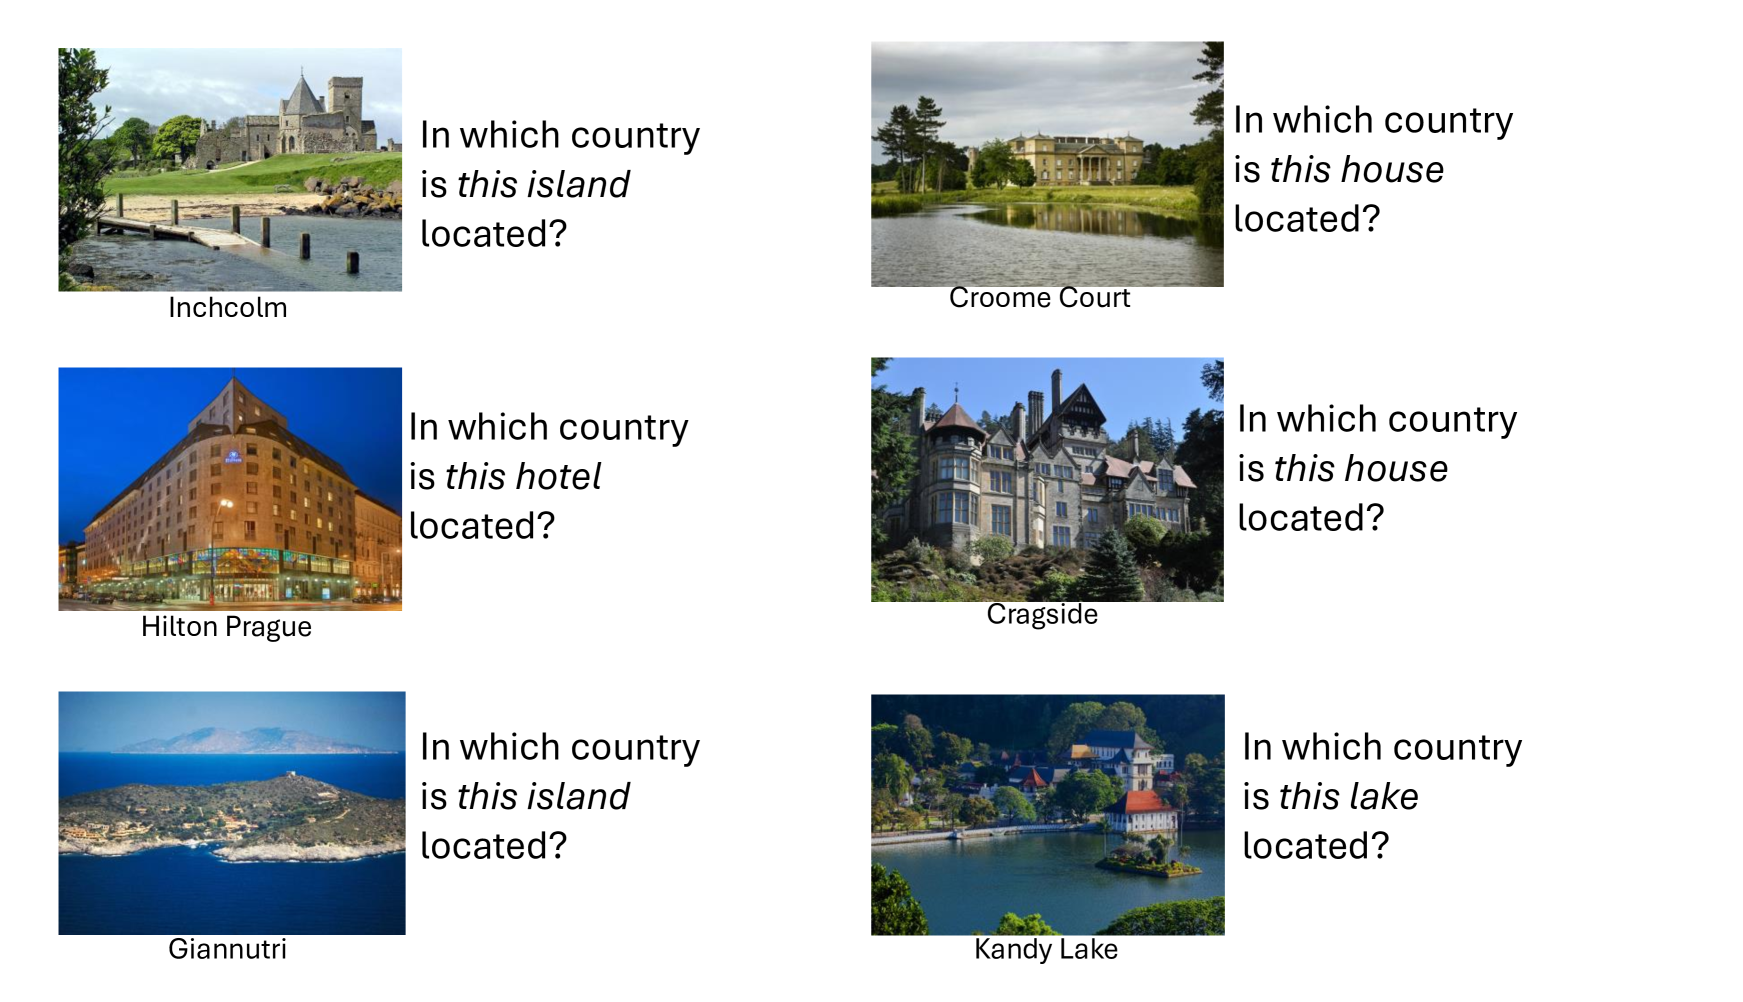 In which country
is this island
located?
Inchcolm
In which country
is this house
located?
Croome Court
In which country
is this hotel
located?
Hilton Prague
In which country
is this house
located?
Cragside
In which country
is this island
located?
Giannutri
In which country
is this lake
located?
Kandy Lake